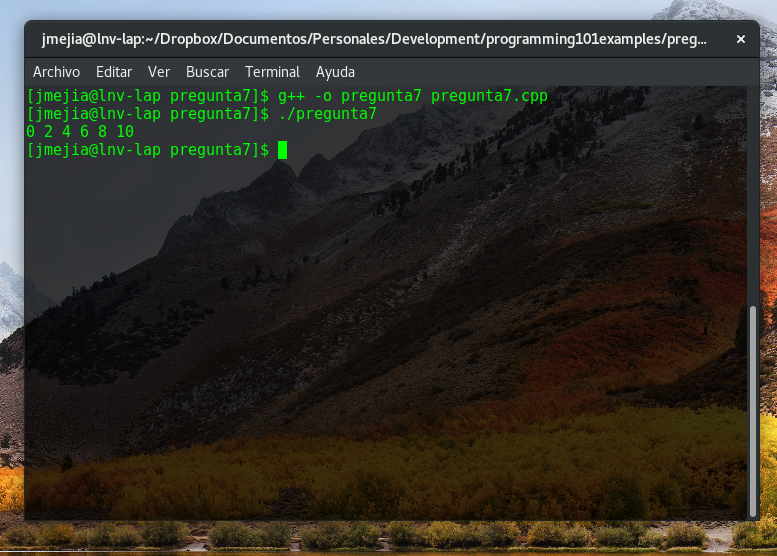 jmejia@lnv-lap:~/Dropbox/Documentos/Personales/Development/programming101examples/preg... ×
Archivo Editar Ver Buscar Terminal Ayuda
[jmejia@lnv-lap pregunta7]$ g++ -o pregunta7 pregunta7.cpp
[jmejia@lnv-lap pregunta7]$ ./pregunta7
0 2 4 6 8 10
[jmejia@lnv-lap pregunta7]$